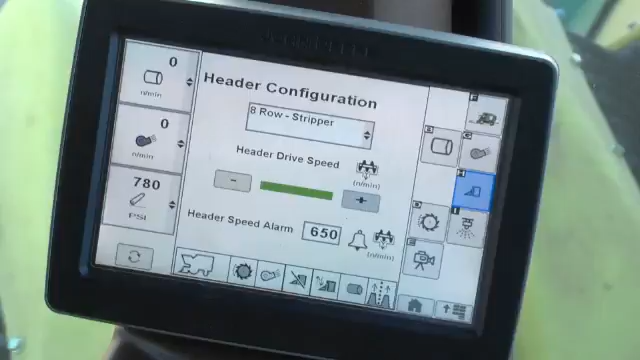 0
n/min
0
n/min
780
PSI
Header Configuration
8 Row - Stripper
Header Drive Speed
(n/min)
-
+
Header Speed Alarm
650
(n/min)